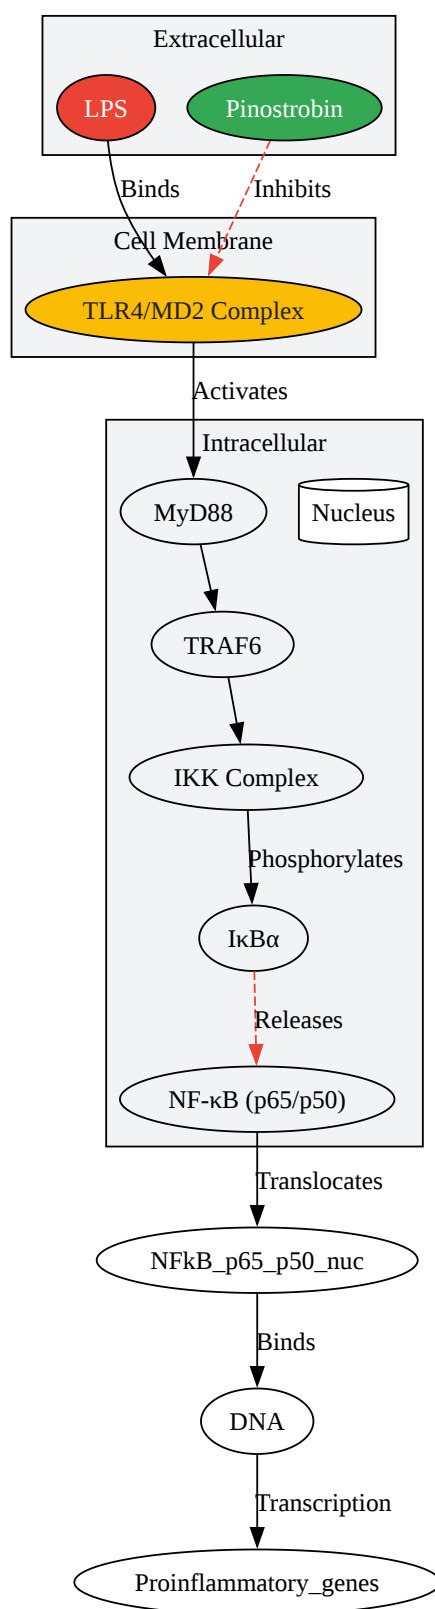 Extracellular
LPS
Pinostrobin
Binds
Inhibits
Cell Membrane
TLR4/MD2 Complex
Activates
Intracellular
MyD88
Nucleus
TRAF6
IKK Complex
Phosphorylates
IκBα
Releases
NF-κB (p65/p50)
Translocates
NFkB_p65_p50_nuc
Binds
DNA
Transcription
Proinflammatory_genes